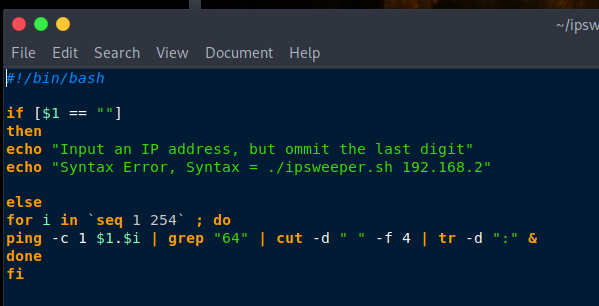 ~/ipsw
File Edit Search View Document Help
#!/bin/bash
if [$1 == ""]
then
echo "Input an IP address, but ommit the last digit"
echo "Syntax Error, Syntax = ./ipsweeper.sh 192.168.2"
else
for i in `seq 1 254` ; do
ping -c 1 $1.$i | grep "64" | cut -d " " -f 4 | tr -d ":" &
done
fi